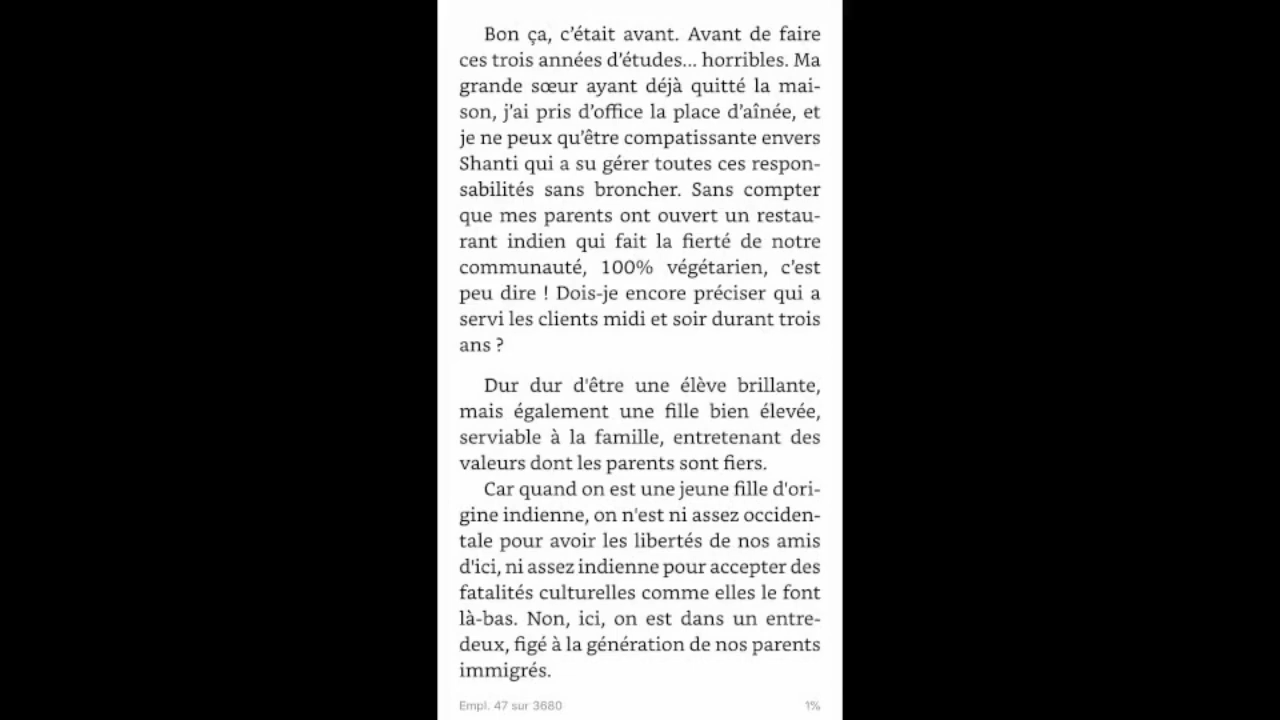 Bon ça, c’était avant. Avant de faire
ces trois années d’études... horribles. Ma
grande sœur ayant déjà quitté la mai-
son, j’ai pris d’office la place d’aînée, et
je ne peux qu’être compatissante envers
Shanti qui a su gérer toutes ces respon-
sabilités sans broncher. Sans compter
que mes parents ont ouvert un restau-
rant indien qui fait la fierté de notre
communauté, 100% végétarien, c’est
peu dire ! Dois-je encore préciser qui a
servi les clients midi et soir durant trois
ans ?
Dur dur d'être une élève brillante,
mais également une fille bien élevée,
serviable à la famille, entretenant des
valeurs dont les parents sont fiers.
Car quand on est une jeune fille d'ori-
gine indienne, on n'est ni assez occiden-
tale pour avoir les libertés de nos amis
d'ici, ni assez indienne pour accepter des
fatalités culturelles comme elles le font
là-bas. Non, ici, on est dans un entre-
deux, figé à la génération de nos parents
immigrés.
Empl. 47 sur 3680 1%